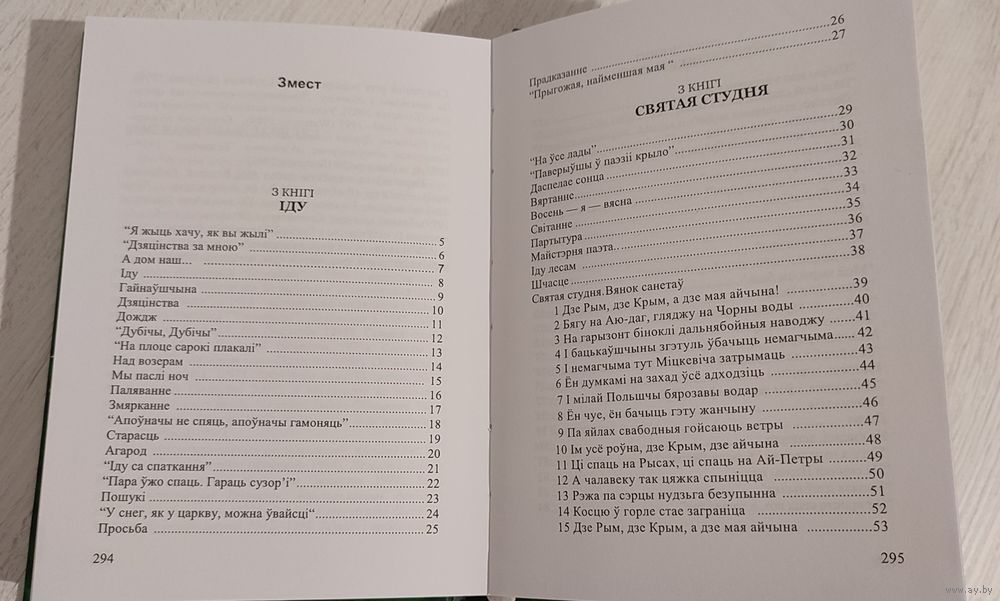 Змест
З КНІГІ
ІДУ
“Я жыць хачу, як вы жылі” 5
“Дзяцінства за мною” 6
А дом наш... 7
Іду 8
Гайнаўшчына 9
Дзяцінства 10
Дождж 11
“Дубічы, Дубічы” 12
“На плоце сарокі плакалі” 13
Над возерам 14
Мы паслі ноч 15
Паляванне 16
Змярканне 17
“Апоўначы не спяць, апоўначы гамоняць” 18
Старасць 19
Агарод 20
“Іду са спаткання” 21
“Пара ўжо спаць. Гараць сузор’і” 22
Пошукі 23
“У снег, як у царкву, можна ўвайсці“ 24
Просьба 25
294
Прадказанне 26
“Прыгожая, найменшая мая “ 27
З КНІГІ
СВЯТАЯ СТУДНЯ
“На ўсе лады” 29
“Паверыўшы ў паэзіі крыло” 30
Даспелае сонца 31
Вяртанне 32
Восень — я — вясна 33
Світанне 34
Партытура 35
Майстэрня паэта.. 36
Іду лесам 37
Шчасце 38
Святая студня.Вянок санетаў
1 Дзе Рым, дзе Крым, а дзе мая айчына! 39
2 Бягу на Аю-даг, гляджу на Чорны воды 40
3 На гарызонт біноклі дальнябойныя наводжу 41
4 І бацькаўшчыны згэтуль ўбачыць немагчыма 42
5 І немагчыма тут Міцкевіча затрымаць 43
6 Ён думкамі на захад ўсё адходзіць 44
7 І мілай Польшчы бярозавы водар 45
8 Ён чуе, ён бачыць гэту жанчыну 46
9 Па яйлах свабодныя гойсаюць ветры 47
10 Ім усё роўна, дзе Крым, дзе айчына 48
11 Ці спаць на Рысах, ці спаць на Ай-Петры 49
12 А чалавеку так цяжка спыніцца 50
13 Рэжа па сэрцы нудзьга безупынна 51
14 Косцю ў горле стае заграніца 52
15 Дзе Рым, дзе Крым, а дзе мая айчына 53
295
www.ay.by